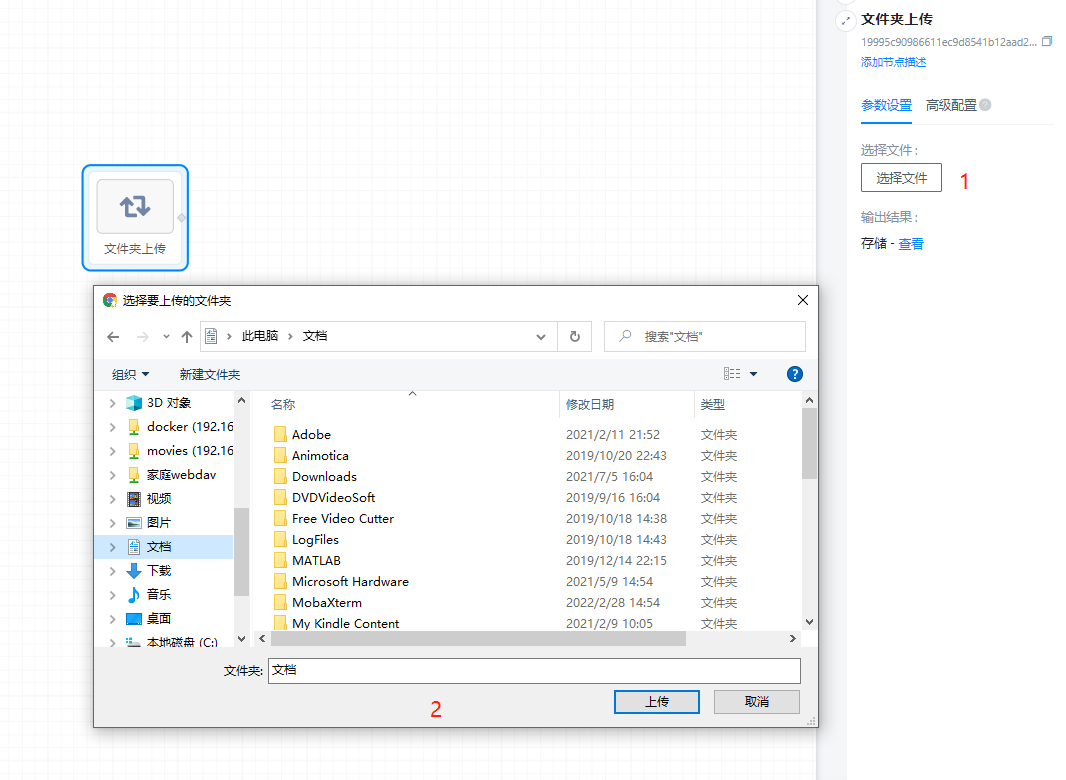 文件夹上传
19995c90986611ec9d8541b12aad2...
添加节点描述
参数设置 高级配置 ?
选择文件：
选择文件 1
输出结果：
存储 - 查看
文件夹上传
选择要上传的文件夹
此电脑 › 文档
搜索"文档"
组织 新建文件夹
?
3D 对象
docker (192.16
movies (192.16
家庭webdav
视频
图片
文档
下载
音乐
桌面
本地磁盘 (C:)
名称 修改日期 类型
Adobe 2021/2/11 21:52 文件夹
Animotica 2019/10/20 22:43 文件夹
Downloads 2021/7/5 16:04 文件夹
DVDVideoSoft 2019/9/16 16:04 文件夹
Free Video Cutter 2019/10/18 14:38 文件夹
LogFiles 2019/10/18 14:43 文件夹
MATLAB 2019/12/14 22:15 文件夹
Microsoft Hardware 2021/5/9 14:54 文件夹
MobaXterm 2022/2/28 14:54 文件夹
My Kindle Content 2021/2/9 10:05 文件夹
文件夹: 文档
2 上传 取消